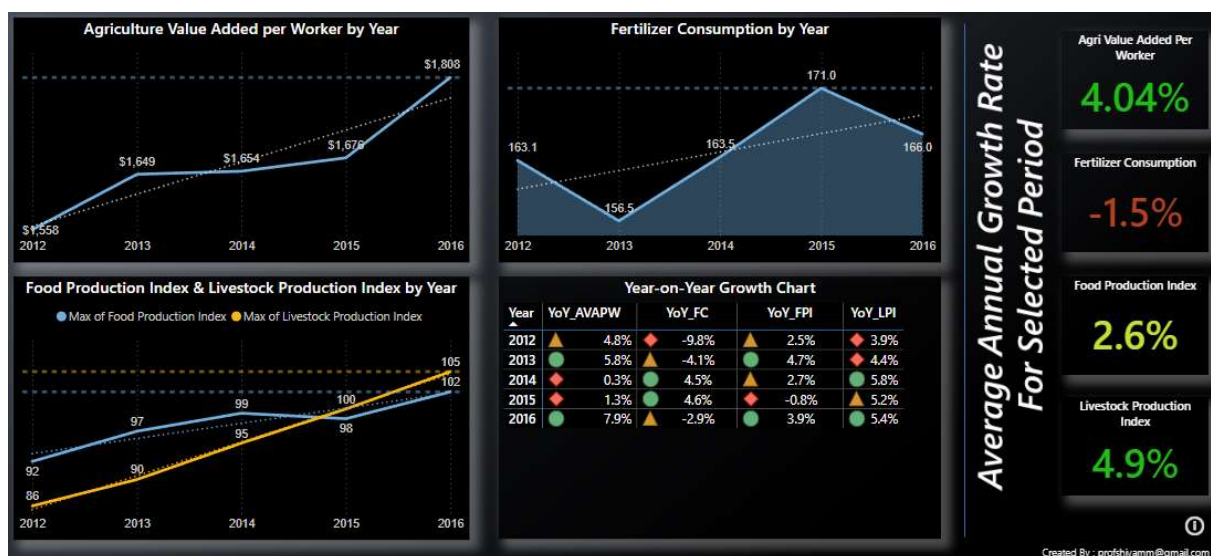 Agriculture Value Added per Worker by Year
$1,808
$1,649
$1,654
$1,676
$1,558
2012 2013 2014 2015 2016
Fertilizer Consumption by Year
171.0
163.1
163.5
166.0
156.5
2012 2013 2014 2015 2016
Average Annual Growth Rate
For Selected Period
Agri Value Added Per
Worker
4.04%
Fertilizer Consumption
-1.5%
Food Production Index
2.6%
Livestock Production
Index
4.9%
Food Production Index & Livestock Production Index by Year
Max of Food Production Index Max of Livestock Production Index
105
102
99
100
97
98
95
92
90
86
2012 2013 2014 2015 2016
Year-on-Year Growth Chart
Year YoY_AVAPW YoY_FC YoY_FPI YoY_LPI
2012 4.8% -9.8% 2.5% 3.9%
2013 5.8% -4.1% 4.7% 4.4%
2014 0.3% 4.5% 2.7% 5.8%
2015 1.3% 4.6% -0.8% 5.2%
2016 7.9% -2.9% 3.9% 5.4%
Created By : profshivamm@gmail.com